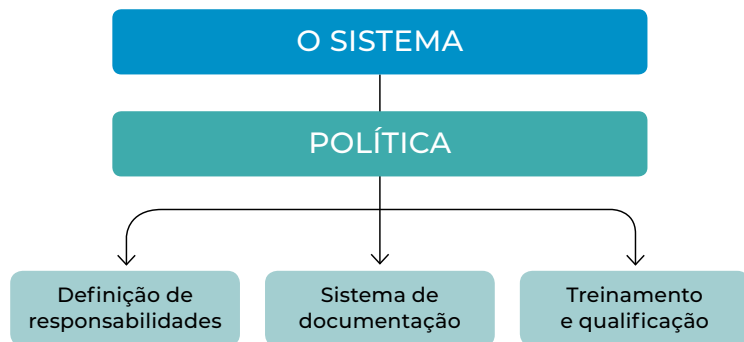 O SISTEMA
POLÍTICA
Definição de
responsabilidades
Sistema de
documentação
Treinamento
e qualificação